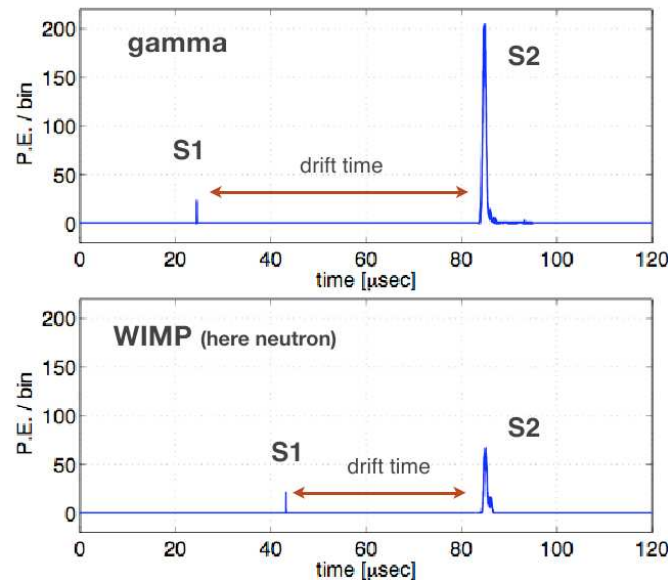 gamma
S2
S1
drift time
P.E. / bin
200
150
100
50
0
0 20 40 60 80 100 120
time [μsec]
WIMP (here neutron)
S2
S1
drift time
P.E. / bin
200
150
100
50
0
0 20 40 60 80 100 120
time [μsec]